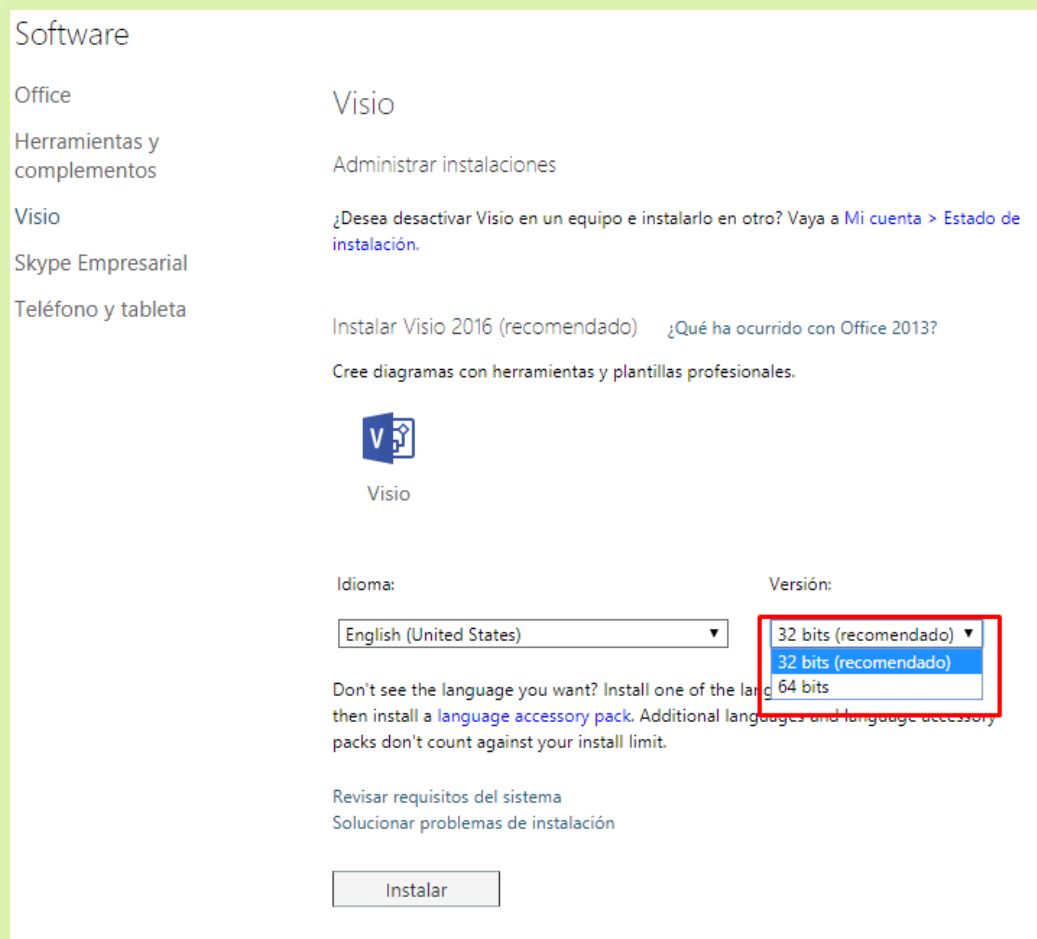 Software
Office
Herramientas y
complementos
Visio
Skype Empresarial
Teléfono y tableta
Visio
Administrar instalaciones
¿Desea desactivar Visio en un equipo e instalarlo en otro? Vaya a Mi cuenta > Estado de
instalación.
Instalar Visio 2016 (recomendado) ¿Qué ha ocurrido con Office 2013?
Cree diagramas con herramientas y plantillas profesionales.
V
Visio
Idioma: Versión:
English (United States) 32 bits (recomendado)
32 bits (recomendado)
64 bits
Don't see the language you want? Install one of the
then install a language accessory pack. Additional languages and language accessory
packs don't count against your install limit.
Revisar requisitos del sistema
Solucionar problemas de instalación
Instalar